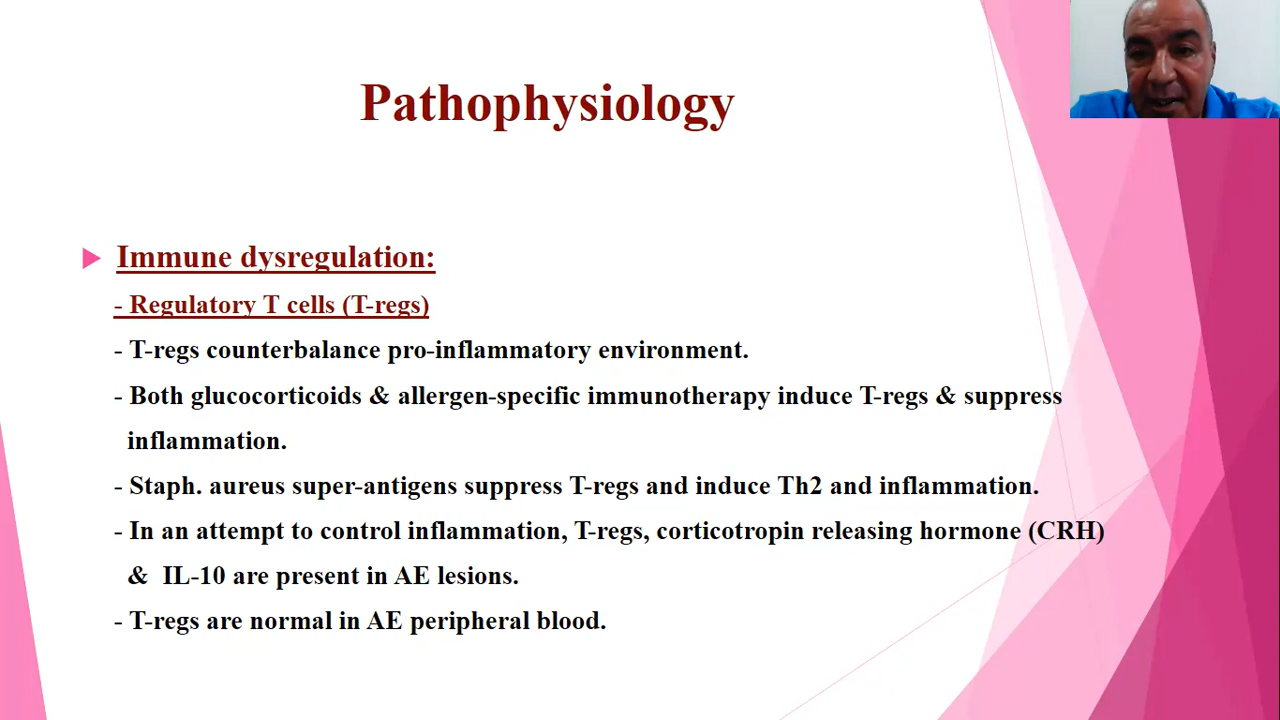 Pathophysiology
Immune dysregulation:
- Regulatory T cells (T-regs)
- T-regs counterbalance pro-inflammatory environment.
- Both glucocorticoids & allergen-specific immunotherapy induce T-regs & suppress
inflammation.
- Staph. aureus super-antigens suppress T-regs and induce Th2 and inflammation.
- In an attempt to control inflammation, T-regs, corticotropin releasing hormone (CRH)
& IL-10 are present in AE lesions.
- T-regs are normal in AE peripheral blood.